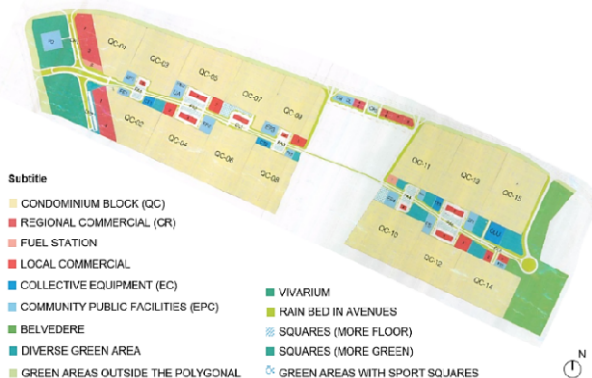 QC-01
QC-03
QC-05
QC-07
QC-09
QC-02
QC-04
QC-06
QC-08
QC-11
QC-13
QC-15
QC-10
QC-12
QC-14
Subtitle
CONDOMINIUM BLOCK (QC)
REGIONAL COMMERCIAL (CR)
FUEL STATION
LOCAL COMMERCIAL
COLLECTIVE EQUIPMENT (EC)
COMMUNITY PUBLIC FACILITIES (EPC)
BELVEDERE
DIVERSE GREEN AREA
GREEN AREAS OUTSIDE THE POLYGONAL
VIVARIUM
RAIN BED IN AVENUES
SQUARES (MORE FLOOR)
SQUARES (MORE GREEN)
GREEN AREAS WITH SPORT SQUARES
N